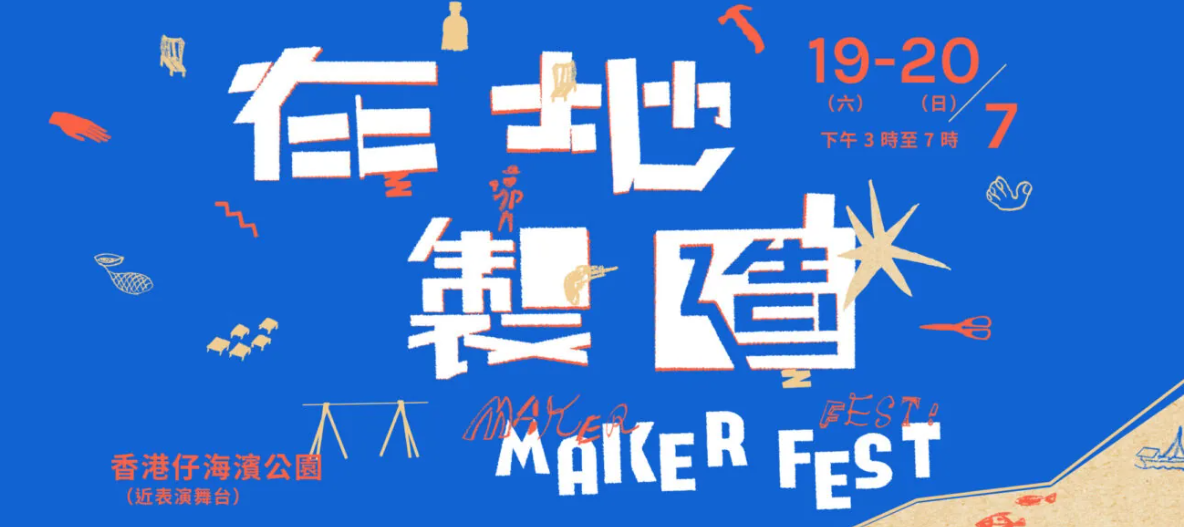 在地
製造
MAKER FEST!
MAKER FEST
19-20/7
（六） （日）
下午 3 時至 7 時
香港仔海濱公園
（近表演舞台）